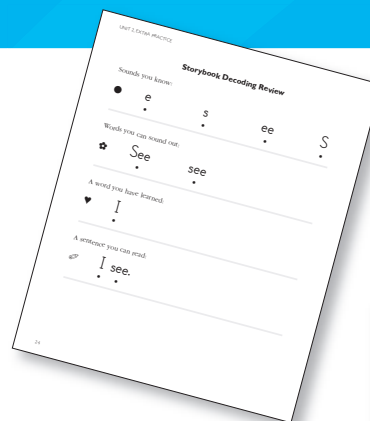 UNIT 2 EXTRA PRACTICE
Storybook Decoding Review
Sounds you know:
e s ee S
Words you can sound out:
See see
A word you have learned:
I
A sentence you can read:
I see.